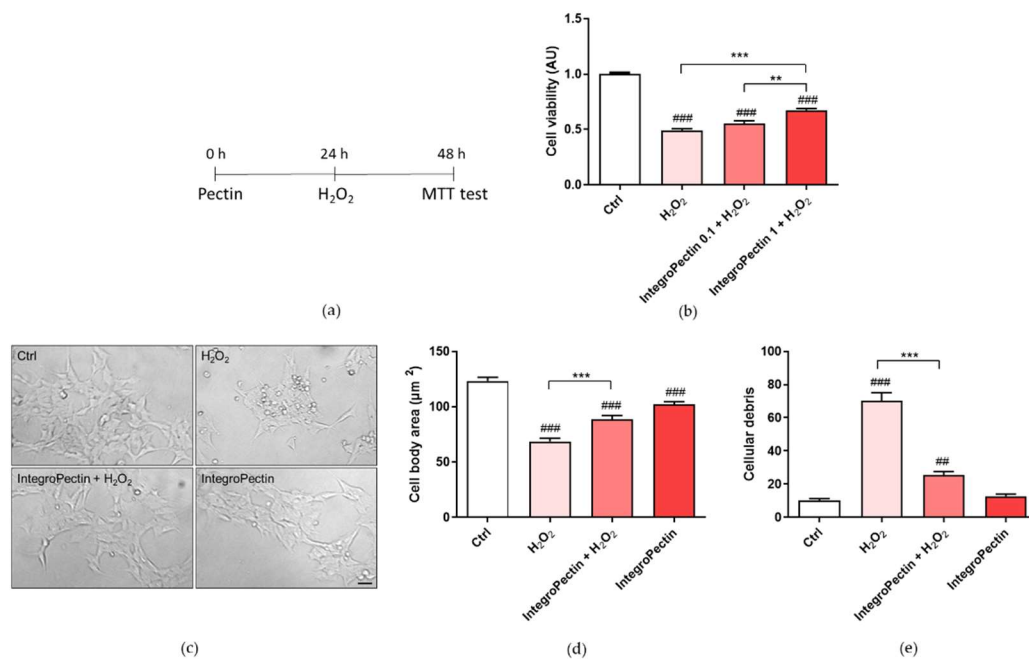 0 h 24 h 48 h
Pectin H₂O₂ MTT test
(a)
Cell viability (AU)
1.5
1.0
0.5
0.0
***
**
### ### ###
Ctrl
H₂O₂
IntegroPectin 0.1 + H₂O₂
IntegroPectin 1 + H₂O₂
(b)
Ctrl
H₂O₂
IntegroPectin + H₂O₂
IntegroPectin
(c)
Cell body area (µm²)
150
100
50
0
***
### ### ###
Ctrl
H₂O₂
IntegroPectin + H₂O₂
IntegroPectin
(d)
Cellular debris
100
80
60
40
20
0
***
###
##
Ctrl
H₂O₂
IntegroPectin + H₂O₂
IntegroPectin
(e)